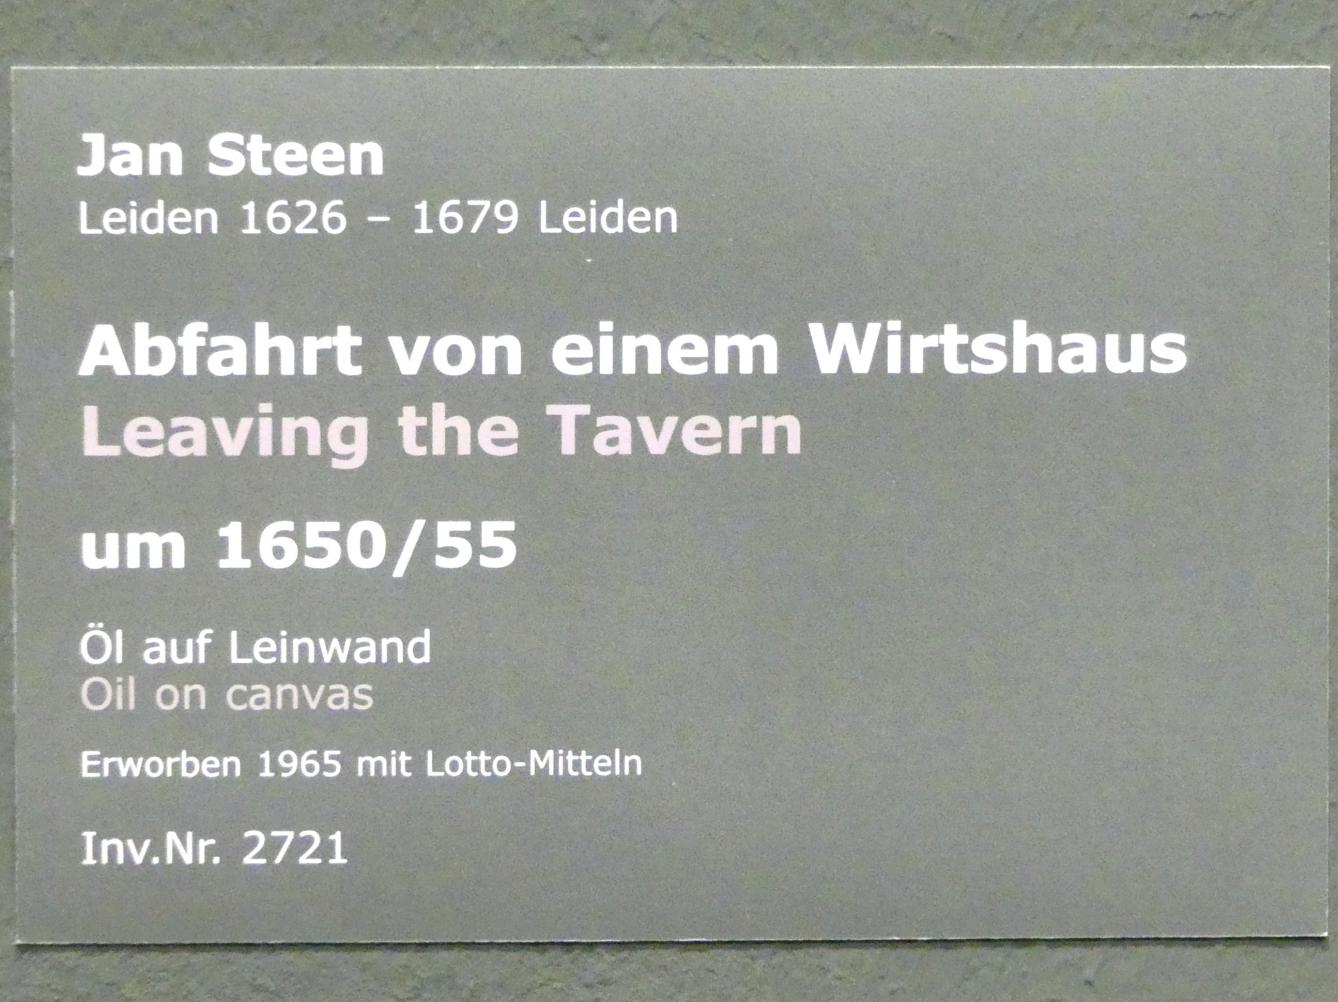 Jan Steen
Leiden 1626 – 1679 Leiden
Abfahrt von einem Wirtshaus
Leaving the Tavern
um 1650/55
Öl auf Leinwand
Oil on canvas
Erworben 1965 mit Lotto-Mitteln
Inv.Nr. 2721